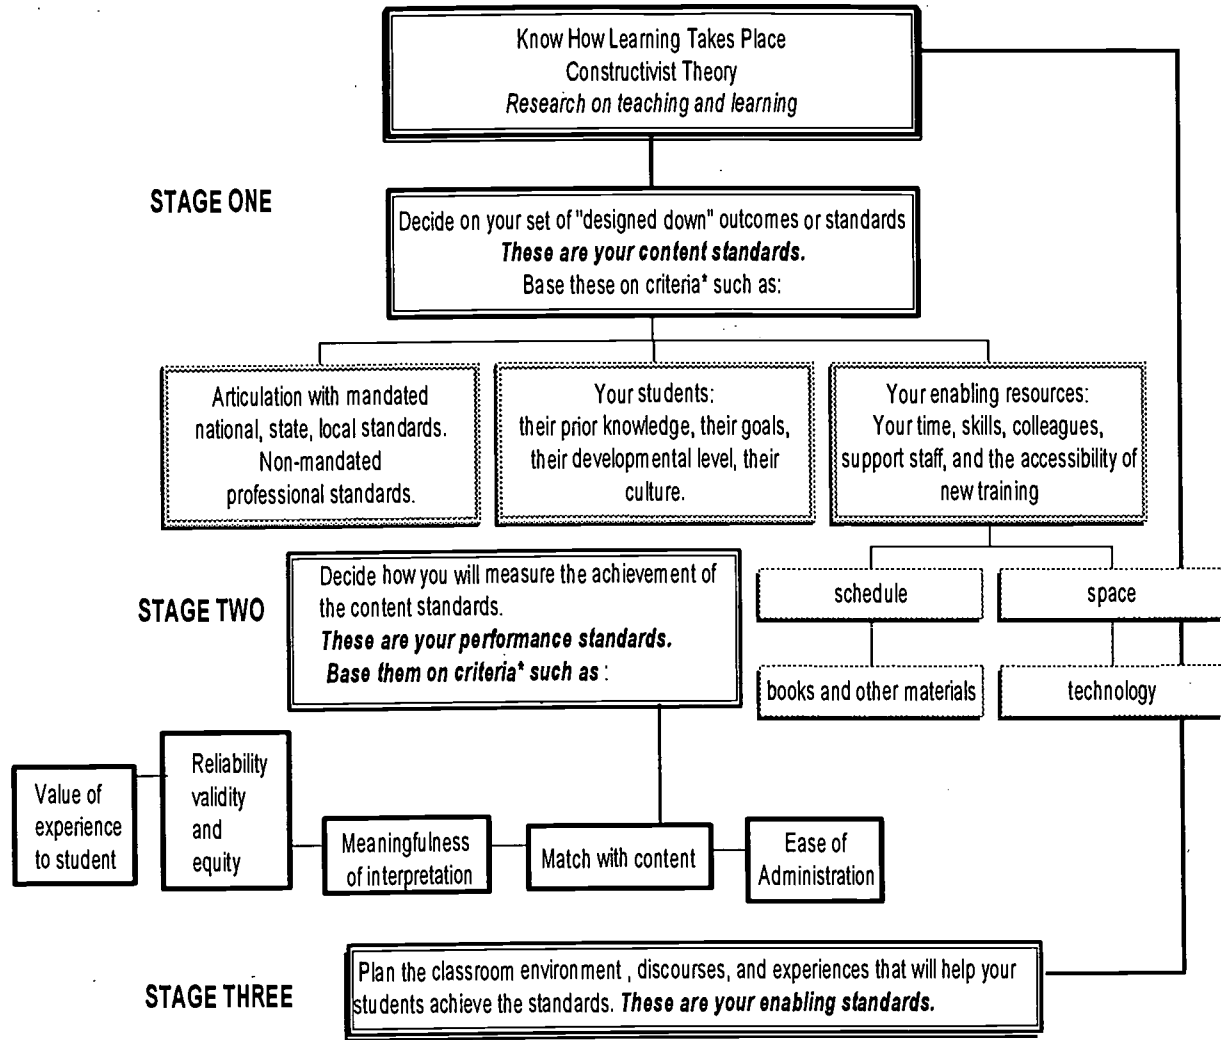 Know How Learning Takes Place
Constructivist Theory
Research on teaching and learning
STAGE ONE
Decide on your set of "designed down" outcomes or standards
These are your content standards.
Base these on criteria* such as:
Articulation with mandated
national, state, local standards.
Non-mandated
professional standards.
Your students:
their prior knowledge, their goals,
their developmental level, their
culture.
Your enabling resources:
Your time, skills, colleagues,
support staff, and the accessibility of
new training
schedule
space
books and other materials
technology
STAGE TWO
Decide how you will measure the achievement of
the content standards.
These are your performance standards.
Base them on criteria* such as :
Value of
experience
to student
Reliability
validity
and
equity
Meaningfulness
of interpretation
Match with content
Ease of
Administration
STAGE THREE
Plan the classroom environment , discourses, and experiences that will help your
students achieve the standards. These are your enabling standards.